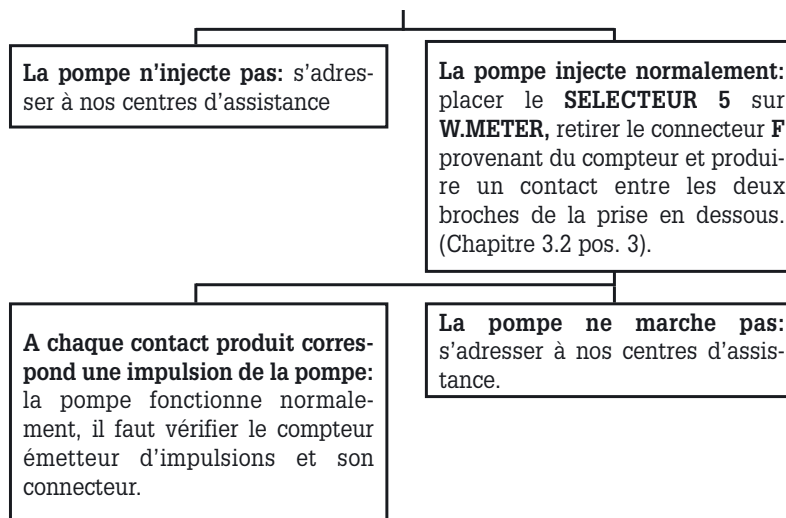 La pompe n'injecte pas: s'adres-
ser à nos centres d'assistance
La pompe injecte normalement:
placer le SELECTEUR 5 sur
W.METER, retirer le connecteur F
provenant du compteur et produi-
re un contact entre les deux
broches de la prise en dessous.
(Chapitre 3.2 pos. 3).
A chaque contact produit corres-
pond une impulsion de la pompe:
la pompe fonctionne normale-
ment, il faut vérifier le compteur
émetteur d'impulsions et son
connecteur.
La pompe ne marche pas:
s'adresser à nos centres d'assis-
tance.